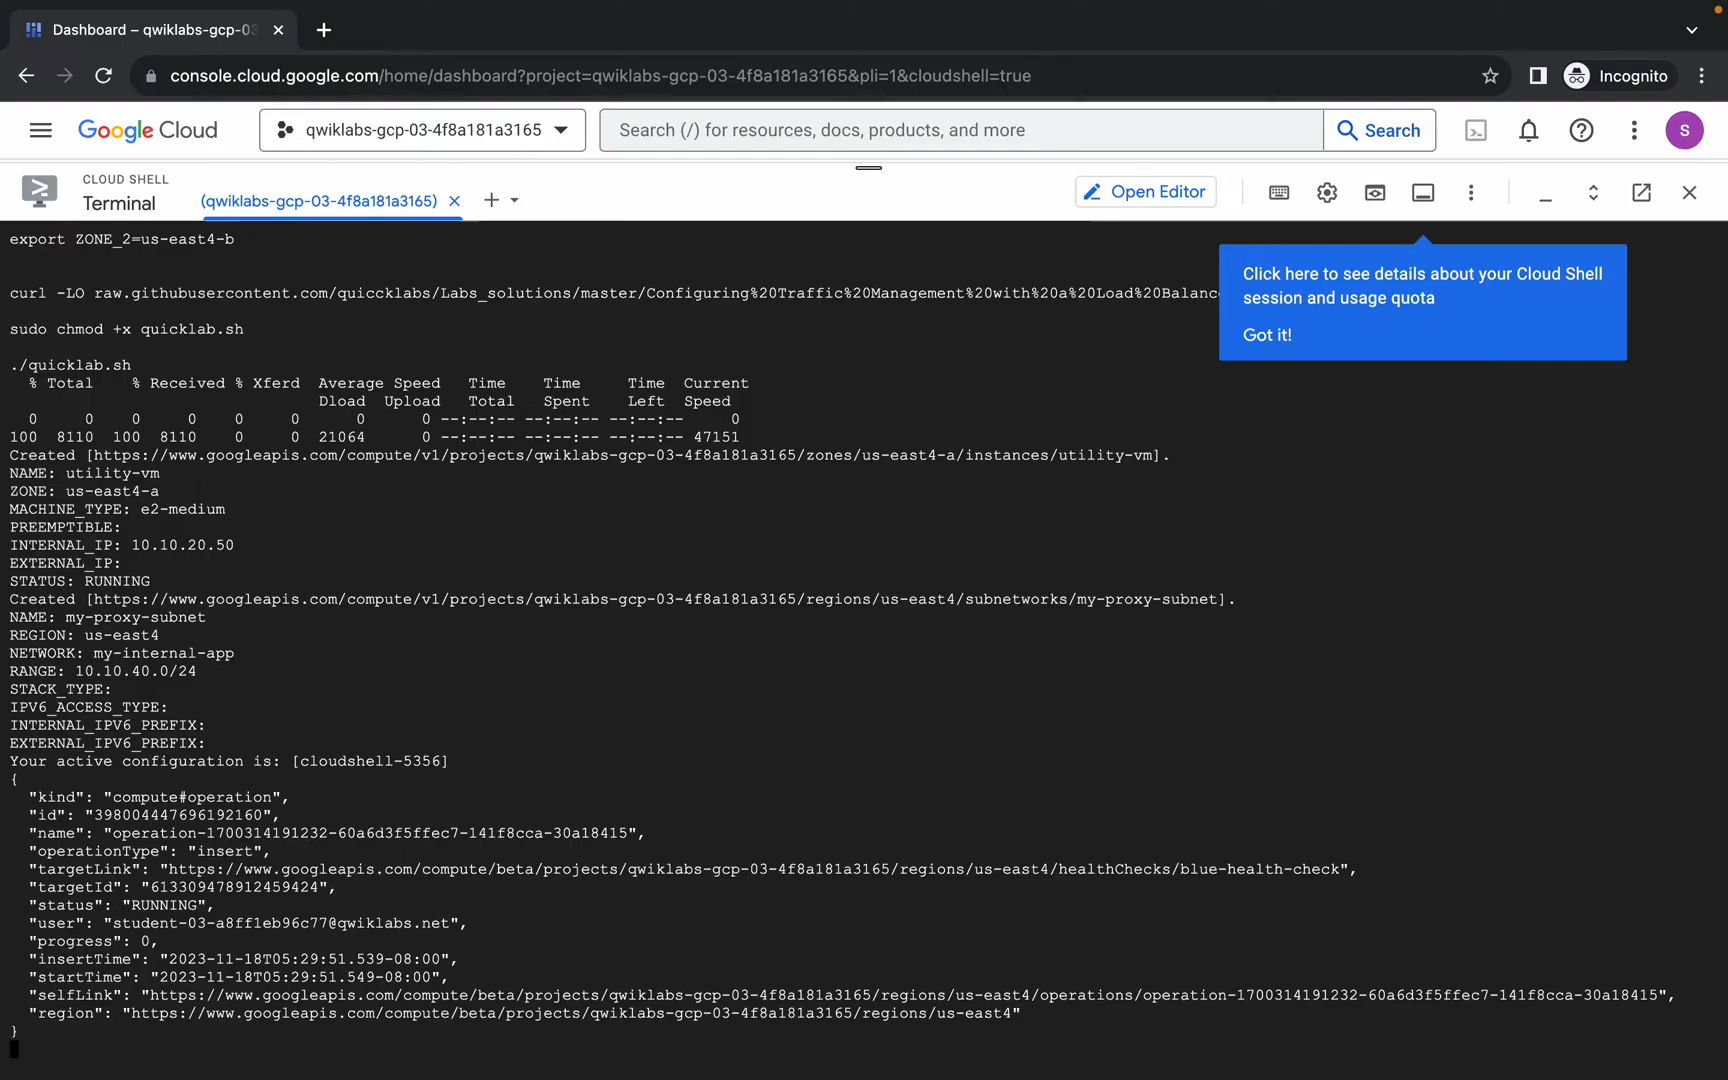 Dashboard – qwiklabs-gcp-03
console.cloud.google.com/home/dashboard?project=qwiklabs-gcp-03-4f8a181a3165&pli=1&cloudshell=true
Incognito
Google Cloud
qwiklabs-gcp-03-4f8a181a3165
Search (/) for resources, docs, products, and more
Search
S
CLOUD SHELL
Terminal
(qwiklabs-gcp-03-4f8a181a3165)
Open Editor
export ZONE_2=us-east4-b
curl -LO raw.githubusercontent.com/quiccklabs/Labs_solutions/master/Configuring%20Traffic%20Management%20with%20a%20Load%20Balanc
Click here to see details about your Cloud Shell
session and usage quota
Got it!
sudo chmod +x quicklab.sh
./quicklab.sh
% Total % Received % Xferd Average Speed Time Time Time Current
Dload Upload Total Spent Left Speed
0 0 0 0 0 0 0 0 --:--:-- --:--:-- --:--:-- 0
100 8110 100 8110 0 0 21064 0 --:--:-- --:--:-- --:--:-- 47151
Created [https://www.googleapis.com/compute/v1/projects/qwiklabs-gcp-03-4f8a181a3165/zones/us-east4-a/instances/utility-vm].
NAME: utility-vm
ZONE: us-east4-a
MACHINE_TYPE: e2-medium
PREEMPTIBLE:
INTERNAL_IP: 10.10.20.50
EXTERNAL_IP:
STATUS: RUNNING
Created [https://www.googleapis.com/compute/v1/projects/qwiklabs-gcp-03-4f8a181a3165/regions/us-east4/subnetworks/my-proxy-subnet].
NAME: my-proxy-subnet
REGION: us-east4
NETWORK: my-internal-app
RANGE: 10.10.40.0/24
STACK_TYPE:
IPV6_ACCESS_TYPE:
INTERNAL_IPV6_PREFIX:
EXTERNAL_IPV6_PREFIX:
Your active configuration is: [cloudshell-5356]
{
"kind": "compute#operation",
"id": "398004447696192160",
"name": "operation-1700314191232-60a6d3f5ffec7-141f8cca-30a18415",
"operationType": "insert",
"targetLink": "https://www.googleapis.com/compute/beta/projects/qwiklabs-gcp-03-4f8a181a3165/regions/us-east4/healthChecks/blue-health-check",
"targetId": "613309478912459424",
"status": "RUNNING",
"user": "student-03-a8ff1eb96c77@qwiklabs.net",
"progress": 0,
"insertTime": "2023-11-18T05:29:51.539-08:00",
"startTime": "2023-11-18T05:29:51.549-08:00",
"selfLink": "https://www.googleapis.com/compute/beta/projects/qwiklabs-gcp-03-4f8a181a3165/regions/us-east4/operations/operation-1700314191232-60a6d3f5ffec7-141f8cca-30a18415",
"region": "https://www.googleapis.com/compute/beta/projects/qwiklabs-gcp-03-4f8a181a3165/regions/us-east4"
}